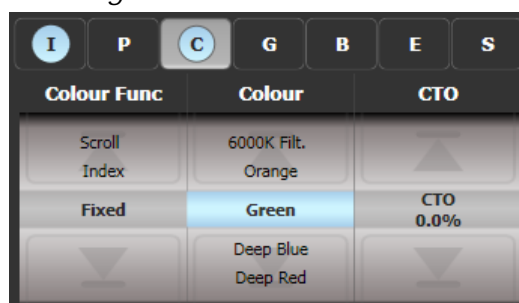 I P C G B E S
Colour Func Colour CTO
Scroll 6000K Filt.
Index Orange
Fixed Green CTO
0.0%
Deep Blue
Deep Red